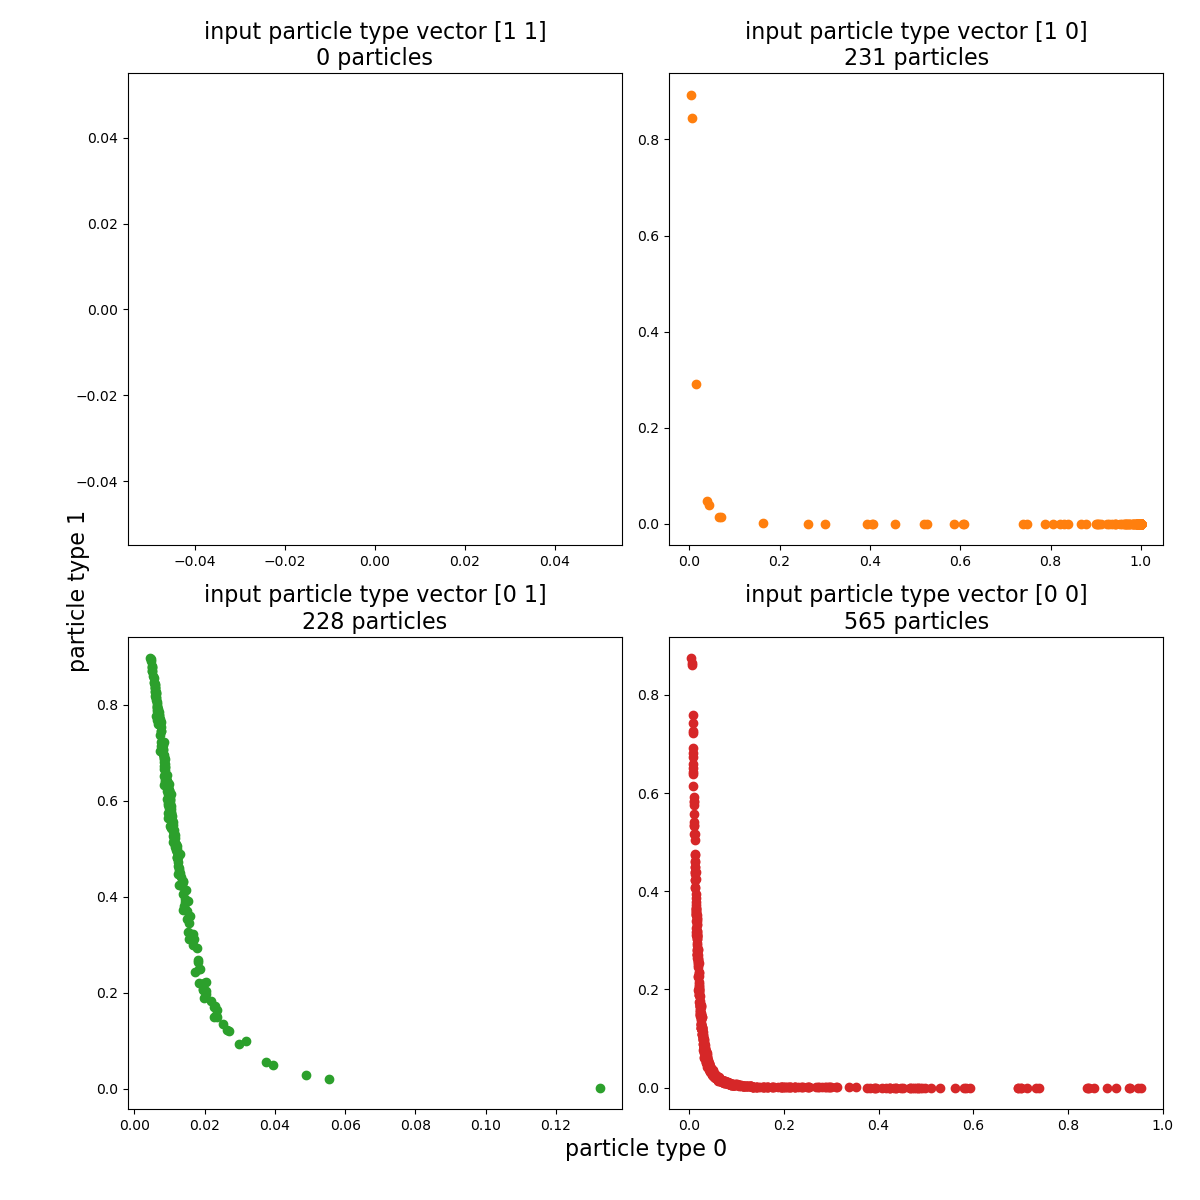 input particle type vector [1 1]
0 particles
input particle type vector [1 0]
231 particles
0.04
0.02
0.00
−0.02
−0.04
−0.04 −0.02 0.00 0.02 0.04
0.8
0.6
0.4
0.2
0.0
0.0 0.2 0.4 0.6 0.8 1.0
particle type 1
input particle type vector [0 1]
228 particles
input particle type vector [0 0]
565 particles
0.8
0.6
0.4
0.2
0.0
0.00 0.02 0.04 0.06 0.08 0.10 0.12
0.8
0.6
0.4
0.2
0.0
0.0 0.2 0.4 0.6 0.8 1.0
particle type 0